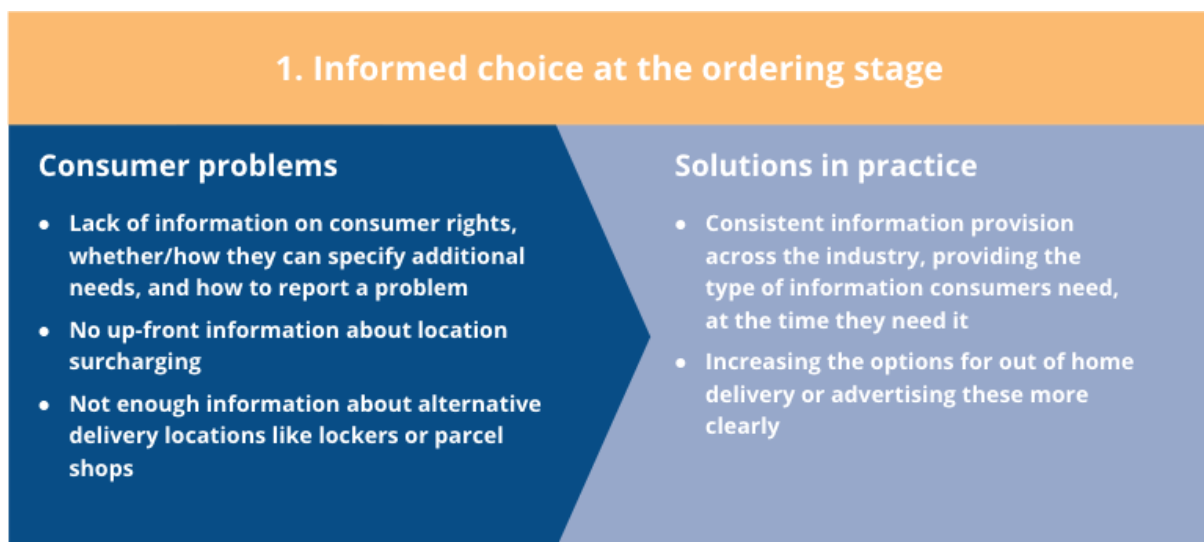 1. Informed choice at the ordering stage
Consumer problems
• Lack of information on consumer rights,
whether/how they can specify additional
needs, and how to report a problem
• No up-front information about location
surcharging
• Not enough information about alternative
delivery locations like lockers or parcel
shops
Solutions in practice
• Consistent information provision
across the industry, providing the
type of information consumers need,
at the time they need it
• Increasing the options for out of home
delivery or advertising these more
clearly